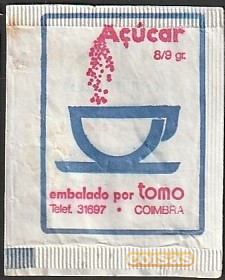 Açúcar
8/9 gr.
embalado por tomo
Telef. 31697 • COIMBRA
coisas